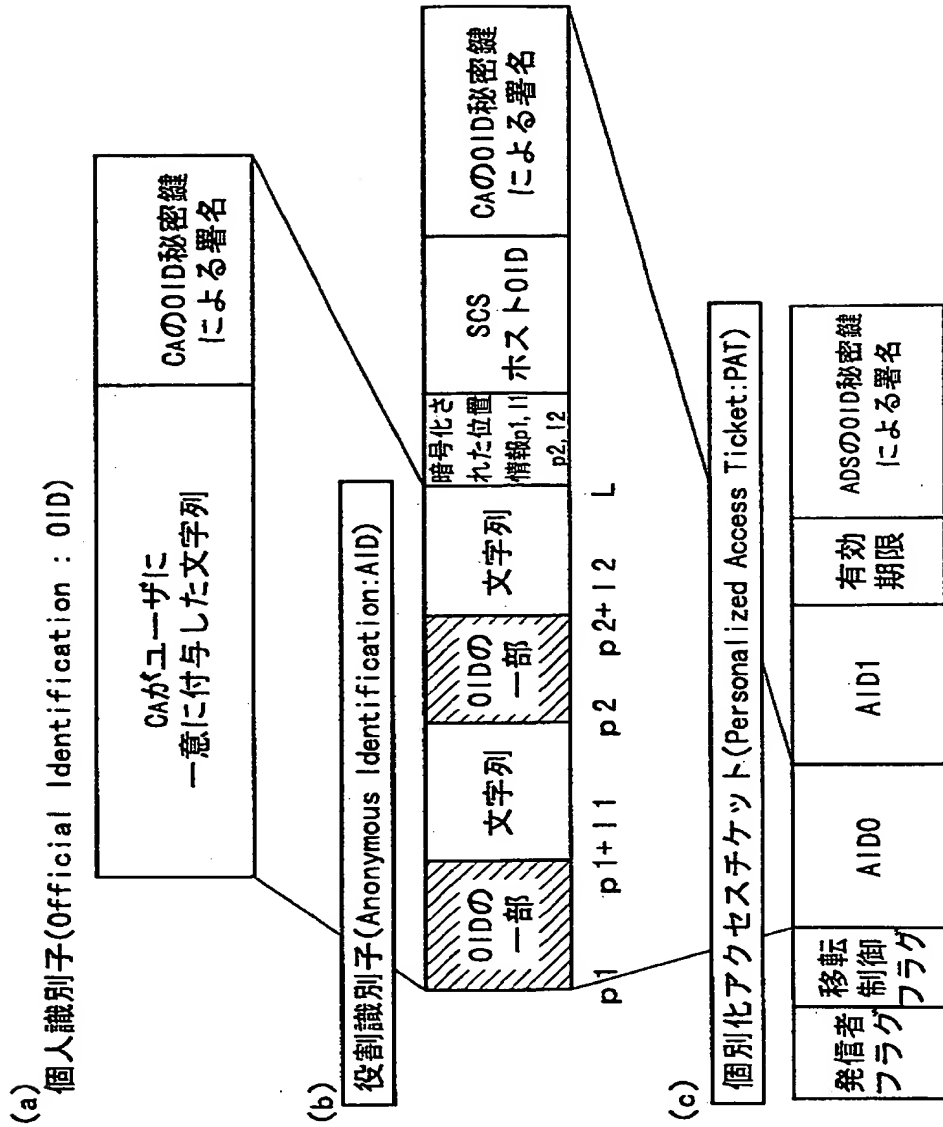 (a)
個人識別子(Official Identification : OID)
CAがユーザに
一意に付与した文字列
CAのOID秘密鍵
による署名
(b)
役割識別子(Anonymous Identification:AID)
OIDの
一部
文字列
OIDの
一部
文字列
暗号化さ
れた位置
情報p1, l1
p2, l2
SCS
ホストOID
CAのOID秘密鍵
による署名
p1
p1+l1
p2
p2+l2
L
(c)
個別化アクセスチケット(Personalized Access Ticket:PAT)
発信者
フラグ
移転
制御
フラグ
AID0
AID1
有効
期限
ADSのOID秘密鍵
による署名